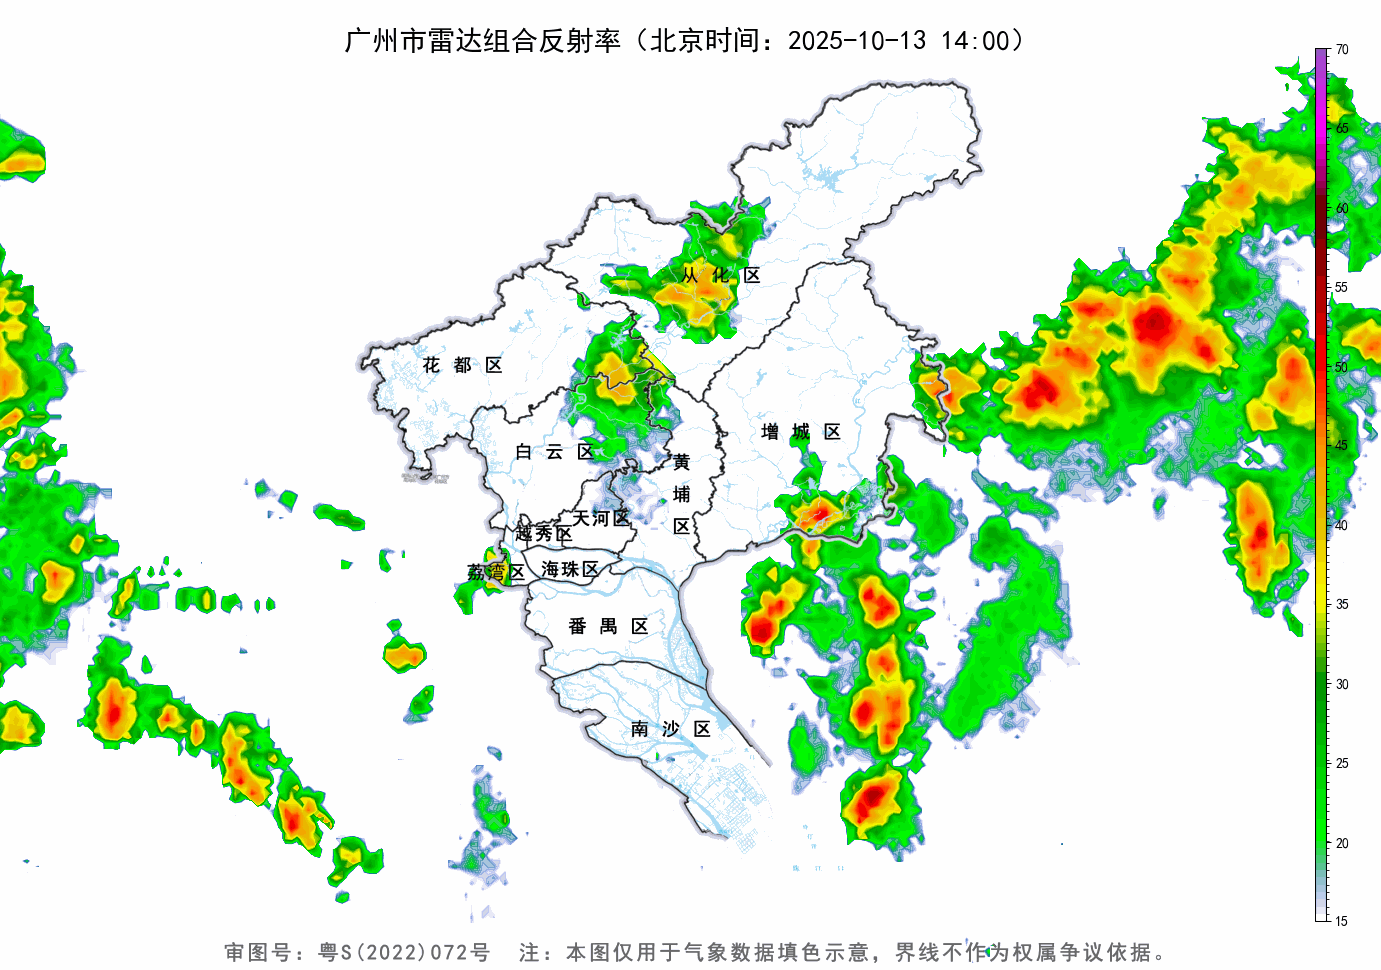 广州市雷达组合反射率（北京时间：2025-10-13 14:00）
70
65
60
55
50
45
40
35
30
25
20
15
从 化 区
花 都 区
增 城 区
白 云 区
黄
埔
区
天河区
越秀区
荔湾区
海珠区
番 禺 区
南 沙 区
审图号：粤S(2022)072号 注：本图仅用于气象数据填色示意，界线不作为权属争议依据。